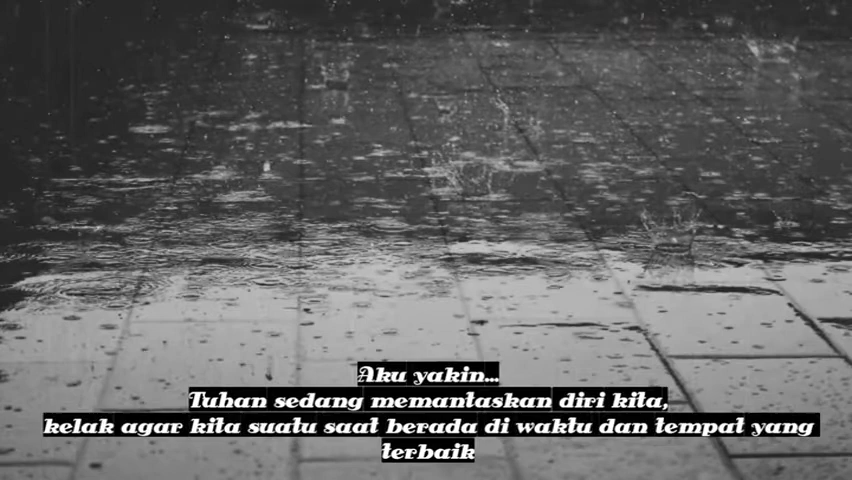 Aku yakin...
Tuhan sedang memantaskan diri kita,
kelak agar kita suatu saat berada di waktu dan tempat yang
terbaik